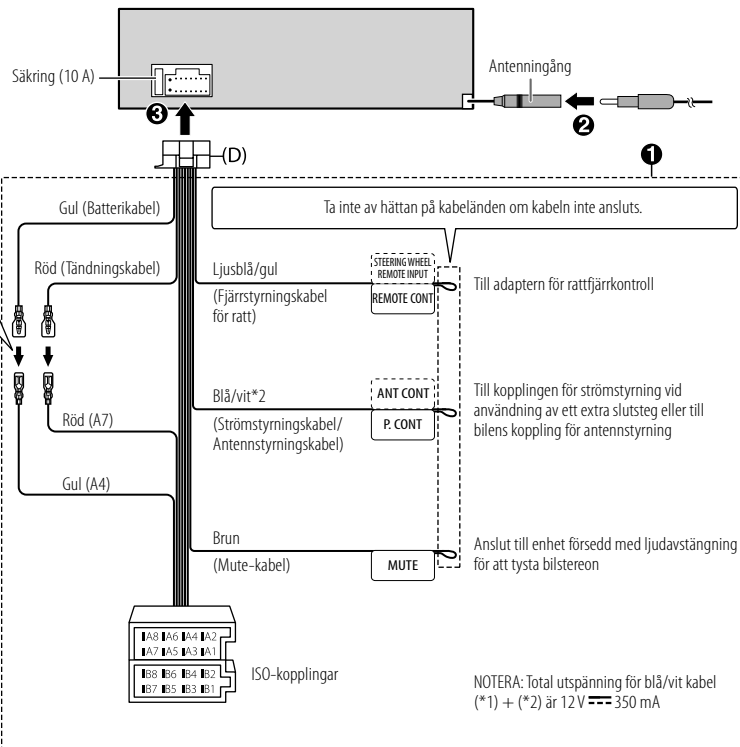 Säkring (10 A)
Antenningång
❸
❷
(D)
❶
Gul (Batterikabel)
Ta inte av hättan på kabeländen om kabeln inte ansluts.
Röd (Tändningskabel)
Ljusblå/gul
(Fjärrstyrningskabel
för ratt)
STEERING WHEEL
REMOTE INPUT
REMOTE CONT
Till adaptern för rattfjärrkontroll
Blå/vit*2
(Strömstyrningskabel/
Antennstyrningskabel)
ANT CONT
P. CONT
Till kopplingen för strömstyrning vid
användning av ett extra slutsteg eller till
bilens koppling för antennstyrning
Röd (A7)
Gul (A4)
Brun
(Mute-kabel)
MUTE
Anslut till enhet försedd med ljudavstängning
för att tysta bilstereon
A8 A6 A4 A2
A7 A5 A3 A1
B8 B6 B4 B2
B7 B5 B3 B1
ISO-kopplingar
NOTERA: Total utspänning för blå/vit kabel
(*1) + (*2) är 12 V ⎓ 350 mA